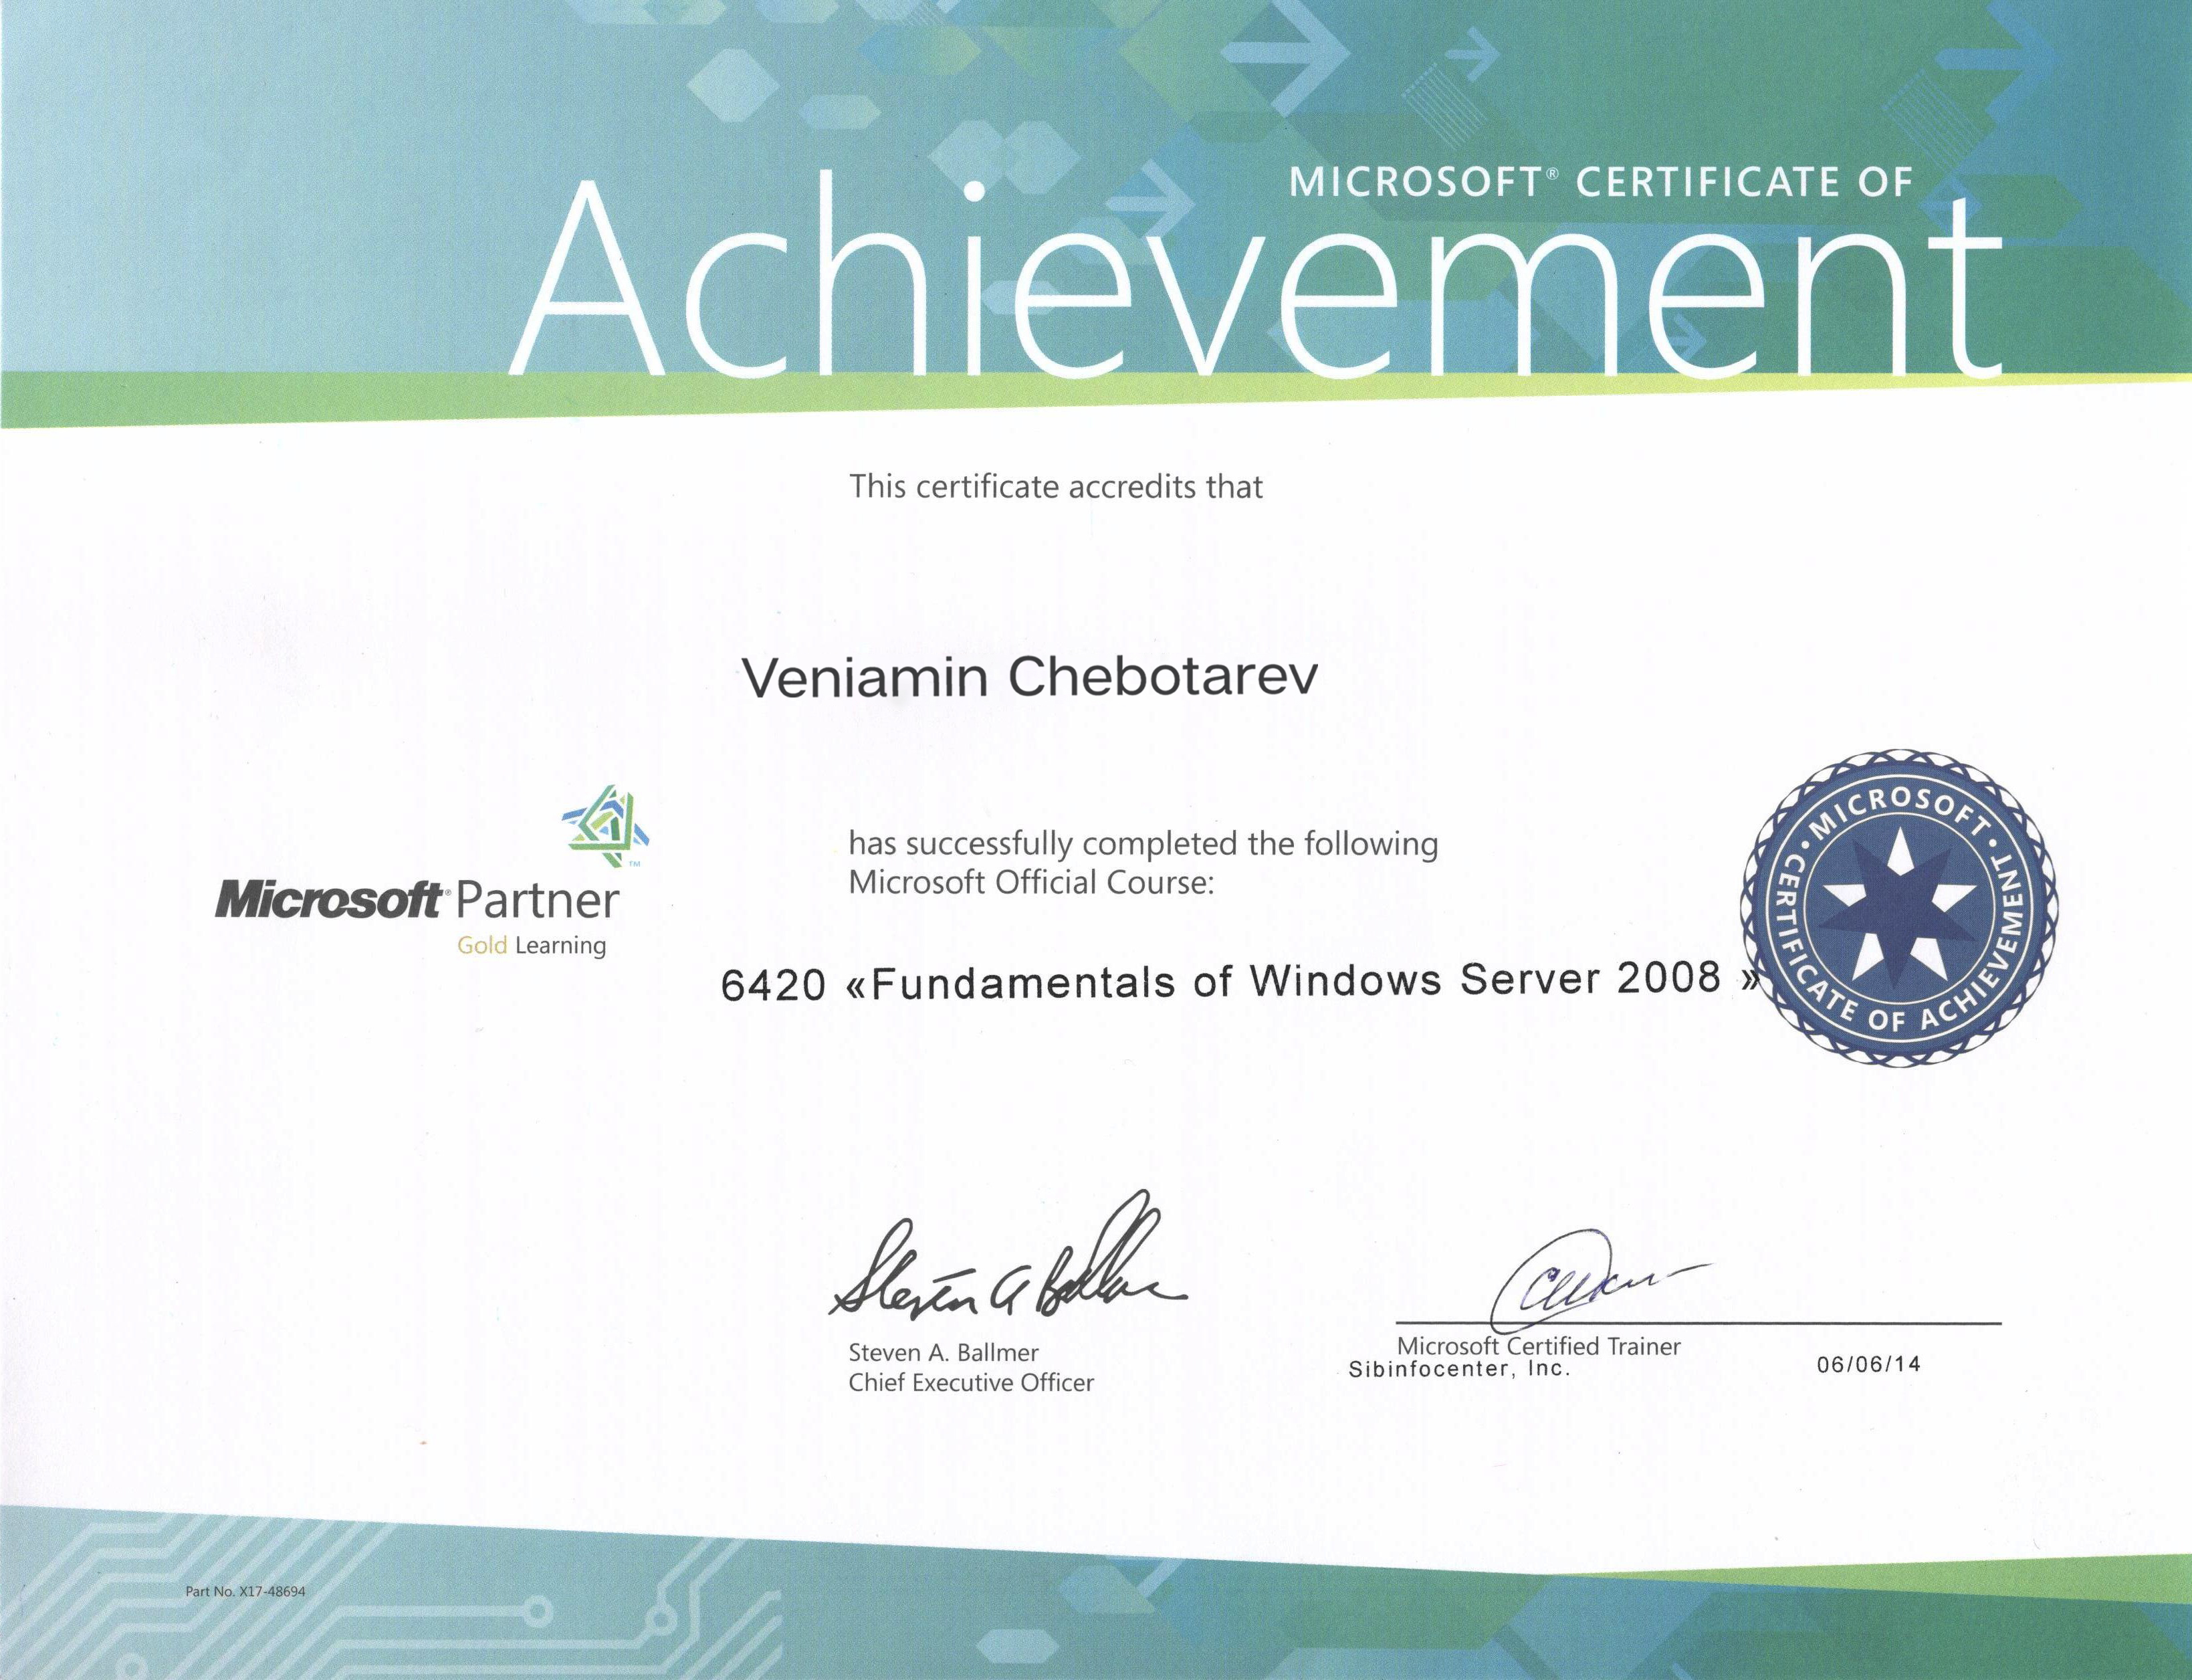 MICROSOFT® CERTIFICATE OF
Achievement
This certificate accredits that
Veniamin Chebotarev
has successfully completed the following
Microsoft Official Course:
6420 «Fundamentals of Windows Server 2008 »
Microsoft® Partner
Gold Learning
• MICROSOFT • CERTIFICATE OF ACHIEVEMENT
Steven A Ballmer
Steven A. Ballmer
Chief Executive Officer
Microsoft Certified Trainer
Sibinfocenter, Inc.
06/06/14
Part No. X17-48694